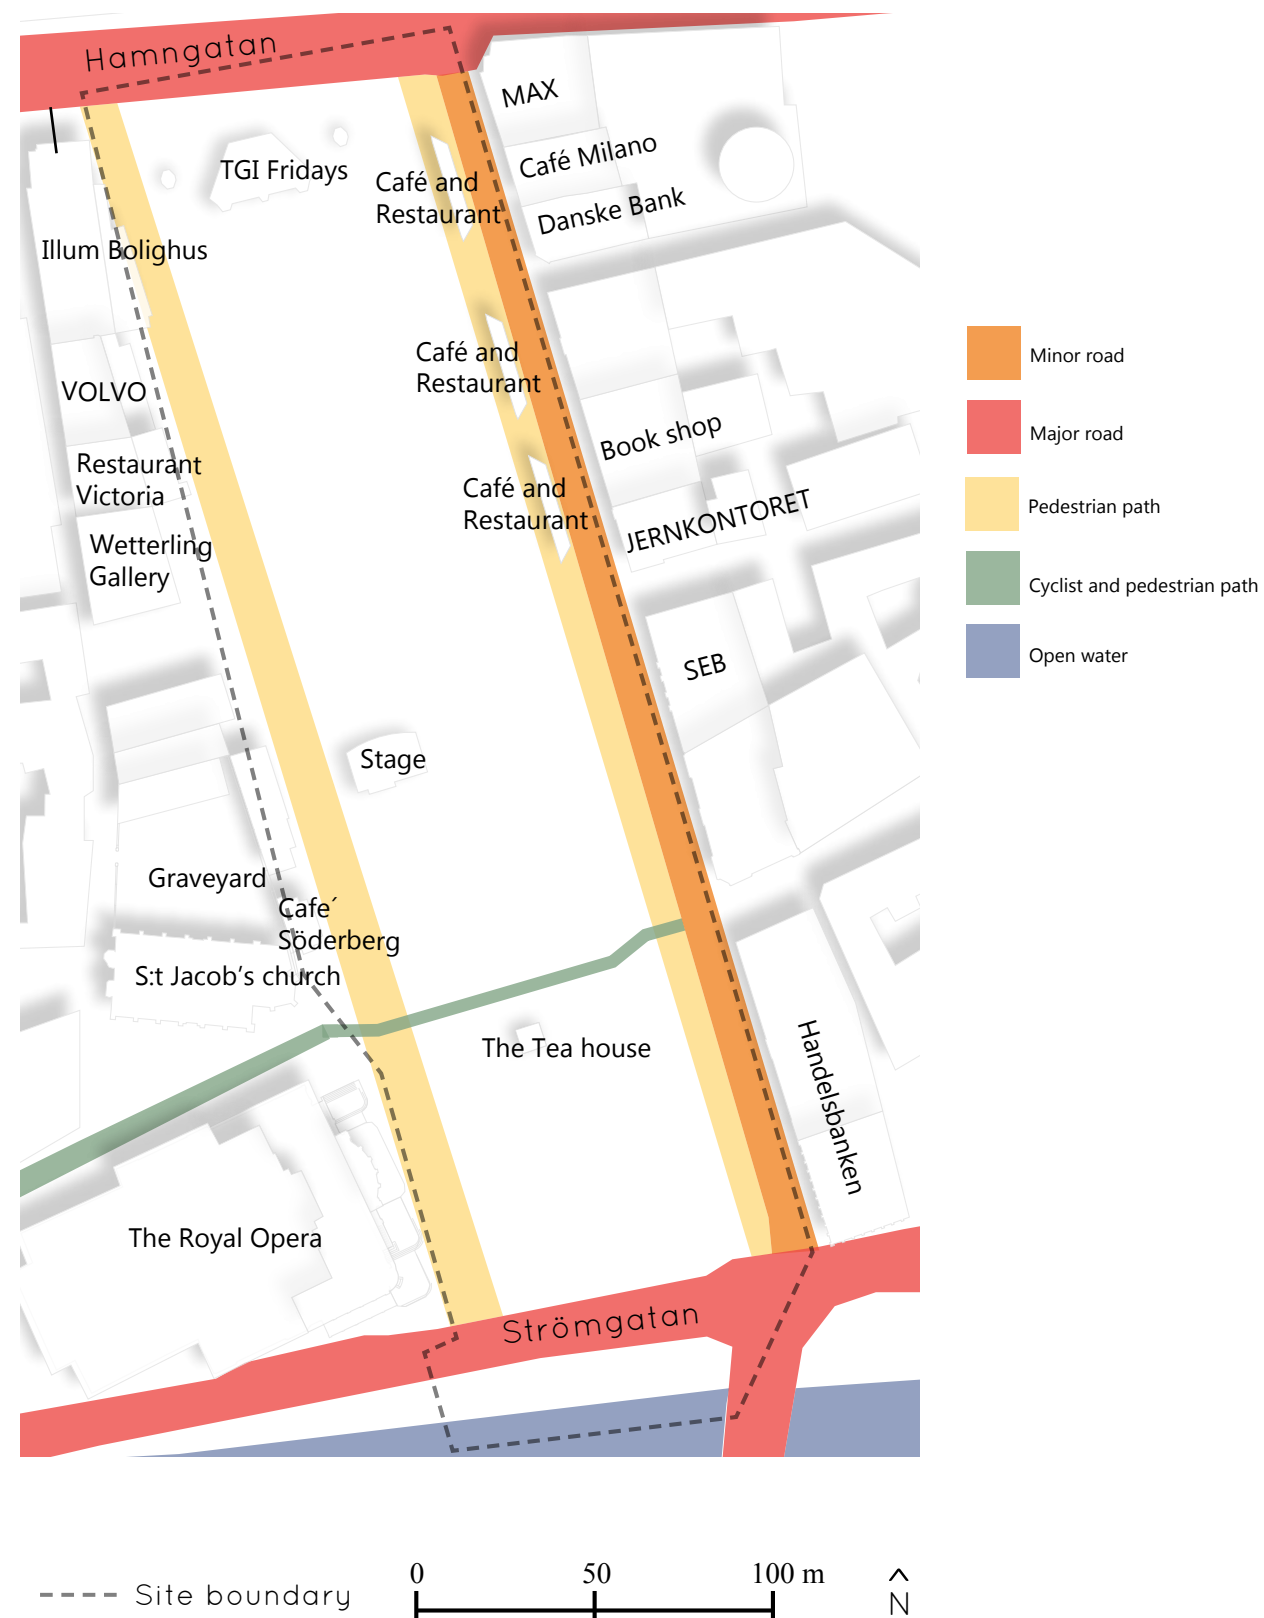 Hamngatan
MAX
Café Milano
TGI Fridays
Café and
Restaurant
Danske Bank
Illum Bolighus
Café and
Restaurant
Minor road
VOLVO
Book shop
Major road
Restaurant
Victoria
Café and
Restaurant
JERNKONTORET
Pedestrian path
Wetterling
Gallery
Cyclist and pedestrian path
SEB
Open water
Stage
Graveyard
Cafe´
Söderberg
S:t Jacob’s church
The Tea house
Handelsbanken
The Royal Opera
Strömgatan
0 50 100 m
Site boundary
N